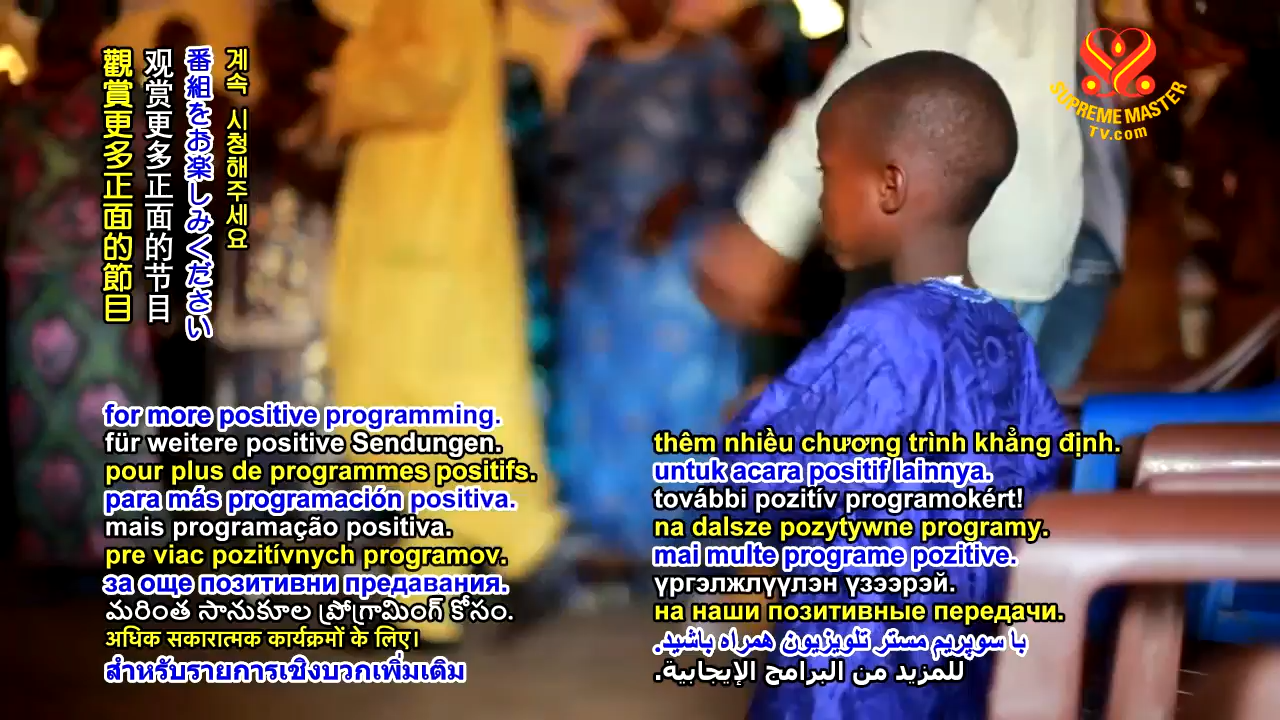 觀賞更多正面的節目
观赏更多正面的节目
番組をお楽しみください
계속 시청해주세요
SUPREME MASTER
TV.com
for more positive programming.
für weitere positive Sendungen.
pour plus de programmes positifs.
para más programación positiva.
mais programação positiva.
pre viac pozitívnych programov.
за още позитивни предавания.
మరింత సానుకూల ప్రోగ్రామింగ్ కోసం.
अधिक सकारात्मक कार्यक्रमों के लिए।
สำหรับรายการเชิงบวกเพิ่มเติม
thêm nhiều chương trình khẳng định.
untuk acara positif lainnya.
további pozitív programokért!
na dalsze pozytywne programy.
mai multe programe pozitive.
үргэлжлүүлэн үзээрэй.
на наши позитивные передачи.
با سوپریم مستر تلویزیون همراه باشید.
للمزيد من البرامج الإيجابية.